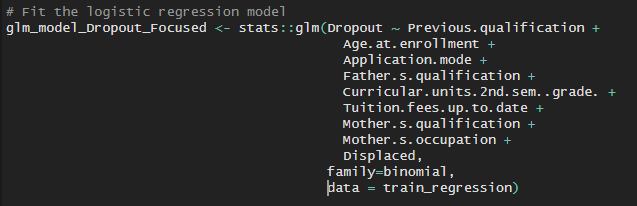 # Fit the logistic regression model
glm_model_Dropout_Focused <- stats::glm(Dropout ~ Previous.qualification +
Age.at.enrollment +
Application.mode +
Father.s.qualification +
Curricular.units.2nd.sem..grade. +
Tuition.fees.up.to.date +
Mother.s.qualification +
Mother.s.occupation +
Displaced,
family=binomial,
data = train_regression)